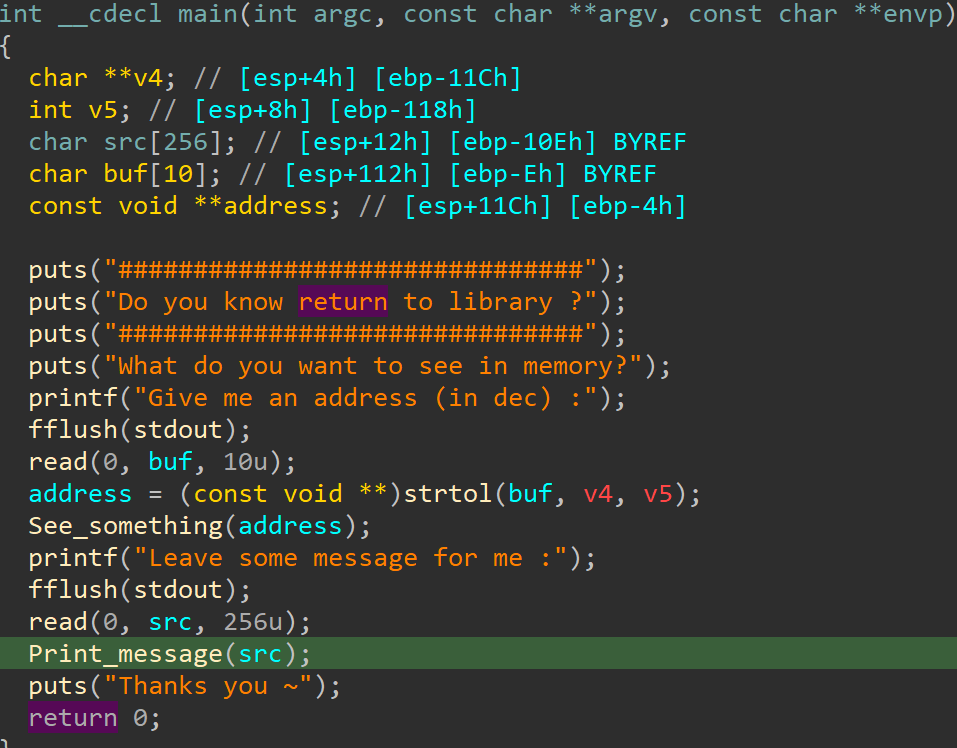 int __cdecl main(int argc, const char **argv, const char **envp)
{
  char **v4; // [esp+4h] [ebp-11Ch]
  int v5; // [esp+8h] [ebp-118h]
  char src[256]; // [esp+12h] [ebp-10Eh] BYREF
  char buf[10]; // [esp+112h] [ebp-Eh] BYREF
  const void **address; // [esp+11Ch] [ebp-4h]

  puts("###############################");
  puts("Do you know return to library ?");
  puts("###############################");
  puts("What do you want to see in memory?");
  printf("Give me an address (in dec) :");
  fflush(stdout);
  read(0, buf, 10u);
  address = (const void **)strtol(buf, v4, v5);
  See_something(address);
  printf("Leave some message for me :");
  fflush(stdout);
  read(0, src, 256u);
  Print_message(src);
  puts("Thanks you ~");
  return 0;
}